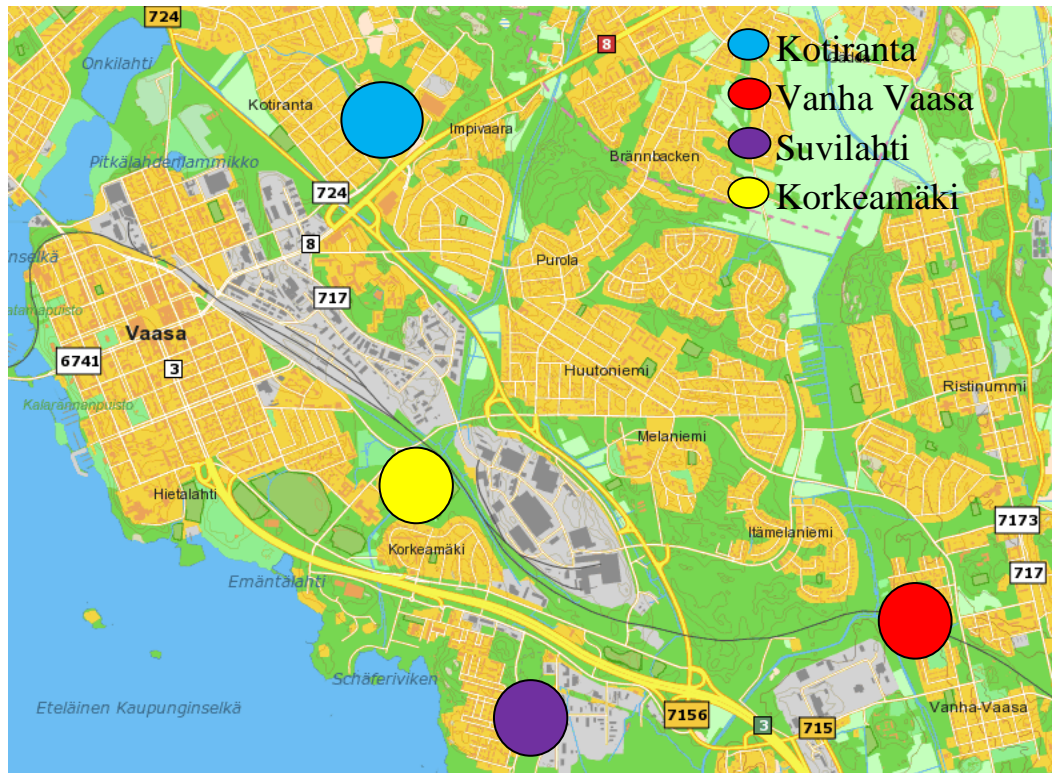 724
Onkilahti
8
Kotiranta
Kotiranta
Impivaara
Vanha Vaasa
Suvilahti
Korkeamäki
Brännbacken
Pitkälahdenlammikko
724
8
717
Purola
Vaasa
6741
3
Huutoniemi
Ristinummi
Kalarannanpuisto
Melaniemi
Hietalahti
7173
Korkeamäki
Itämelaniemi
717
Emäntälahti
Schäferiviken
Eteläinen Kaupunginselkä
7156
3
715
Vanha-Vaasa